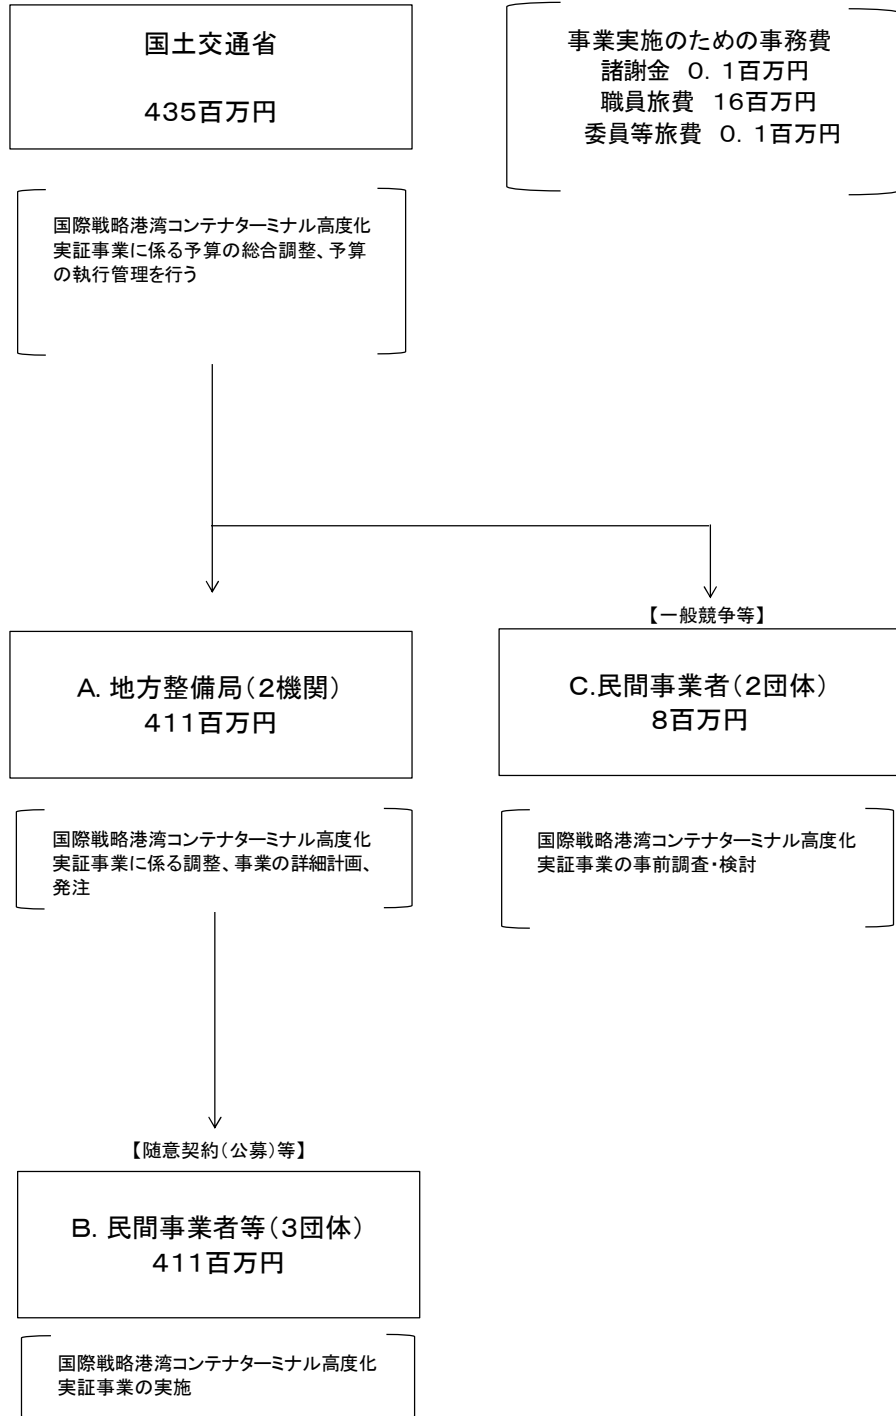 国土交通省
435百万円
事業実施のための事務費
諸謝金 0.1百万円
職員旅費 16百万円
委員等旅費 0.1百万円
国際戦略港湾コンテナターミナル高度化
実証事業に係る予算の総合調整、予算
の執行管理を行う
【一般競争等】
A. 地方整備局(2機関)
411百万円
C.民間事業者(2団体)
8百万円
国際戦略港湾コンテナターミナル高度化
実証事業に係る調整、事業の詳細計画、
発注
国際戦略港湾コンテナターミナル高度化
実証事業の事前調査・検討
【随意契約(公募)等】
B. 民間事業者等(3団体)
411百万円
国際戦略港湾コンテナターミナル高度化
実証事業の実施